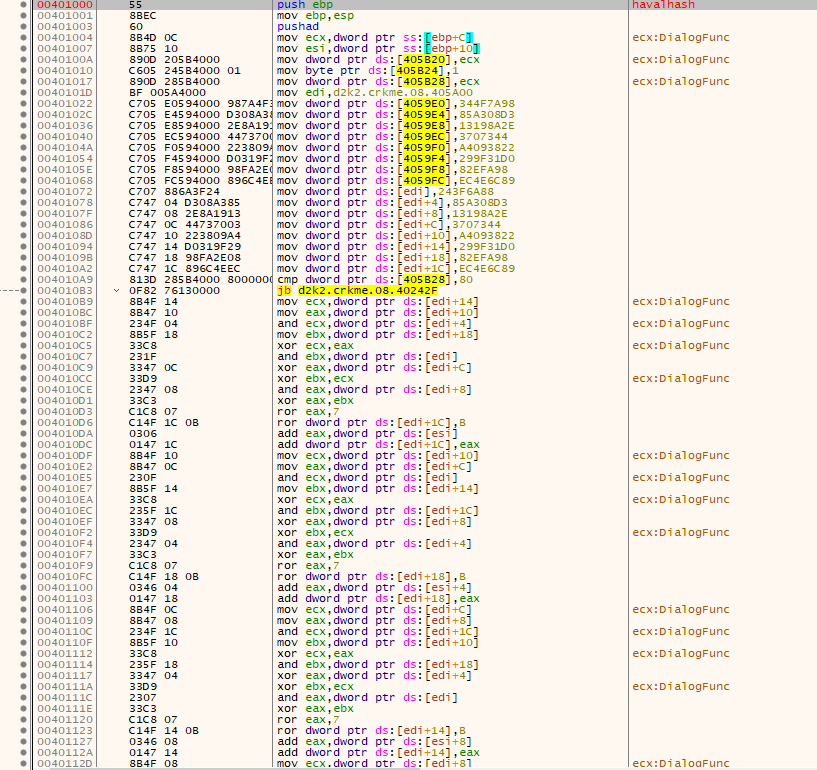 00401000 55 push ebp havalhash
00401001 8BEC mov ebp,esp
00401003 60 pushad
00401004 8B4D 0C mov ecx,dword ptr ss:[ebp+C] ecx:DialogFunc
00401007 8B75 10 mov esi,dword ptr ss:[ebp+10]
0040100A 890D 205B4000 mov dword ptr ds:[405B20],ecx ecx:DialogFunc
00401010 C605 245B4000 01 mov byte ptr ds:[405B24],1
00401017 890D 285B4000 mov dword ptr ds:[405B28],ecx ecx:DialogFunc
0040101D BF 005A4000 mov edi,d2k2.crkme.08.405A00
00401022 C705 E0594000 987A4F3 mov dword ptr ds:[4059E0],344F7A98
0040102C C705 E4594000 D308A38 mov dword ptr ds:[4059E4],85A308D3
00401036 C705 E8594000 2E8A191 mov dword ptr ds:[4059E8],13198A2E
00401040 C705 EC594000 4473700 mov dword ptr ds:[4059EC],3707344
0040104A C705 F0594000 223809A mov dword ptr ds:[4059F0],A4093822
00401054 C705 F4594000 D0319F2 mov dword ptr ds:[4059F4],299F31D0
0040105E C705 F8594000 98FA2E0 mov dword ptr ds:[4059F8],82EFA98
00401068 C705 FC594000 896C4EE mov dword ptr ds:[4059FC],EC4E6C89
00401072 C707 886A3F24 mov dword ptr ds:[edi],243F6A88
00401078 C747 04 D308A385 mov dword ptr ds:[edi+4],85A308D3
0040107F C747 08 2E8A1913 mov dword ptr ds:[edi+8],13198A2E
00401086 C747 0C 44737003 mov dword ptr ds:[edi+C],3707344
0040108D C747 10 223809A4 mov dword ptr ds:[edi+10],A4093822
00401094 C747 14 D0319F29 mov dword ptr ds:[edi+14],299F31D0
0040109B C747 18 98FA2E08 mov dword ptr ds:[edi+18],82EFA98
004010A2 C747 1C 896C4EEC mov dword ptr ds:[edi+1C],EC4E6C89
004010A9 813D 285B4000 8000000 cmp dword ptr ds:[405B28],80
004010B3 0F82 76130000 jb d2k2.crkme.08.40242F
004010B9 8B4F 14 mov ecx,dword ptr ds:[edi+14] ecx:DialogFunc
004010BC 8B47 10 mov eax,dword ptr ds:[edi+10]
004010BF 234F 04 and ecx,dword ptr ds:[edi+4] ecx:DialogFunc
004010C2 8B5F 18 mov ebx,dword ptr ds:[edi+18]
004010C5 33C8 xor ecx,eax ecx:DialogFunc
004010C7 231F and ebx,dword ptr ds:[edi]
004010C9 3347 0C xor eax,dword ptr ds:[edi+C]
004010CC 33D9 xor ebx,ecx ecx:DialogFunc
004010CE 2347 08 and eax,dword ptr ds:[edi+8]
004010D1 33C3 xor eax,ebx
004010D3 C1C8 07 ror eax,7
004010D6 C14F 1C 0B ror dword ptr ds:[edi+1C],B
004010DA 0306 add eax,dword ptr ds:[esi]
004010DC 0147 1C add dword ptr ds:[edi+1C],eax
004010DF 8B4F 10 mov ecx,dword ptr ds:[edi+10] ecx:DialogFunc
004010E2 8B47 0C mov eax,dword ptr ds:[edi+C]
004010E5 230F and ecx,dword ptr ds:[edi] ecx:DialogFunc
004010E7 8B5F 14 mov ebx,dword ptr ds:[edi+14]
004010EA 33C8 xor ecx,eax ecx:DialogFunc
004010EC 235F 1C and ebx,dword ptr ds:[edi+1C]
004010EF 3347 08 xor eax,dword ptr ds:[edi+8]
004010F2 33D9 xor ebx,ecx ecx:DialogFunc
004010F4 2347 04 and eax,dword ptr ds:[edi+4]
004010F7 33C3 xor eax,ebx
004010F9 C1C8 07 ror eax,7
004010FC C14F 18 0B ror dword ptr ds:[edi+18],B
00401100 0346 04 add eax,dword ptr ds:[esi+4]
00401103 0147 18 add dword ptr ds:[edi+18],eax
00401106 8B4F 0C mov ecx,dword ptr ds:[edi+C] ecx:DialogFunc
00401109 8B47 08 mov eax,dword ptr ds:[edi+8]
0040110C 234F 1C and ecx,dword ptr ds:[edi+1C] ecx:DialogFunc
0040110F 8B5F 10 mov ebx,dword ptr ds:[edi+10]
00401112 33C8 xor ecx,eax ecx:DialogFunc
00401114 235F 18 and ebx,dword ptr ds:[edi+18]
00401117 3347 04 xor eax,dword ptr ds:[edi+4]
0040111A 33D9 xor ebx,ecx ecx:DialogFunc
0040111C 2307 and eax,dword ptr ds:[edi]
0040111E 33C3 xor eax,ebx
00401120 C1C8 07 ror eax,7
00401123 C14F 14 0B ror dword ptr ds:[edi+14],B
00401127 0346 08 add eax,dword ptr ds:[esi+8]
0040112A 0147 14 add dword ptr ds:[edi+14],eax
0040112D 8B4F 08 mov ecx,dword ptr ds:[edi+8] ecx:DialogFunc